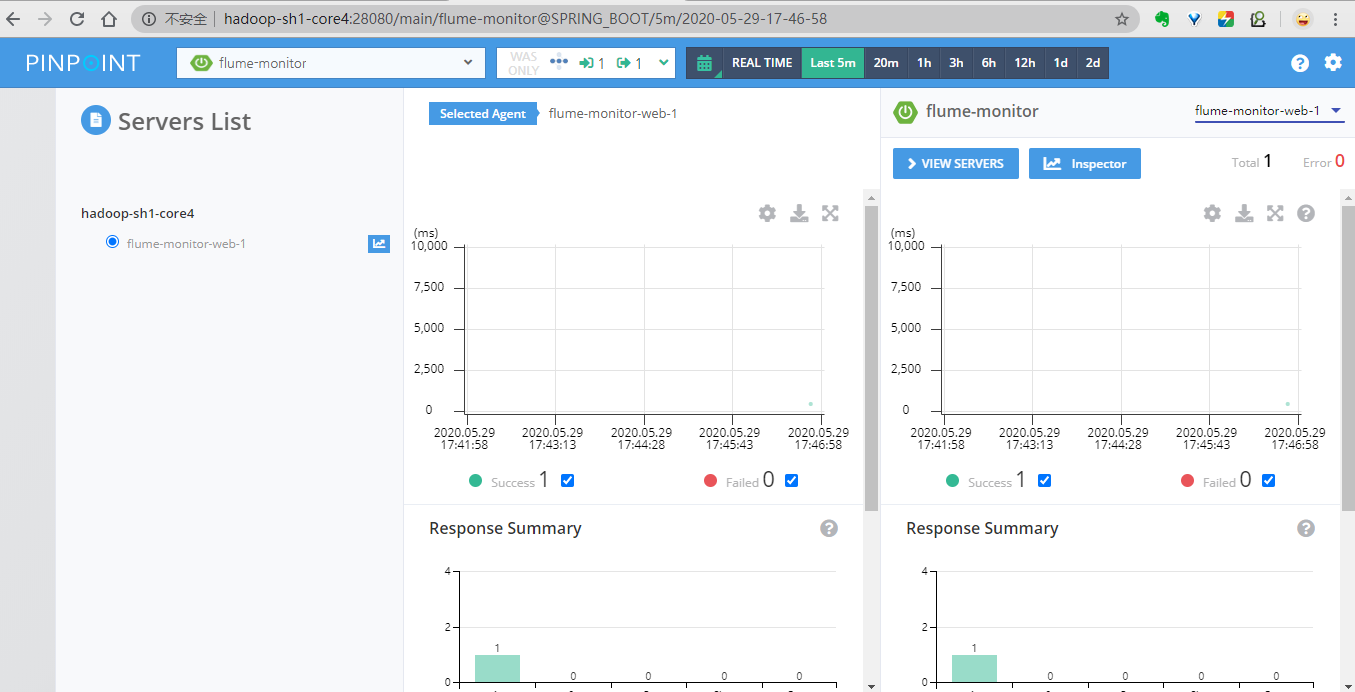 不安全 hadoop-sh1-core4:28080/main/flume-monitor@SPRING_BOOT/5m/2020-05-29-17-46-58
PINPOINT
flume-monitor
WAS ONLY
1
1
REAL TIME
Last 5m
20m
1h
3h
6h
12h
1d
2d
Servers List
hadoop-sh1-core4
flume-monitor-web-1
Selected Agent
flume-monitor-web-1
(ms)
10,000
7,500
5,000
2,500
0
2020.05.29 2020.05.29 2020.05.29 2020.05.29 2020.05.29
17:41:58 17:43:13 17:44:28 17:45:43 17:46:58
Success 1
Failed 0
Response Summary
4
2
0
1 0 0 0 0
flume-monitor
flume-monitor-web-1
VIEW SERVERS
Inspector
Total 1
Error 0
(ms)
10,000
7,500
5,000
2,500
0
2020.05.29 2020.05.29 2020.05.29 2020.05.29 2020.05.29
17:41:58 17:43:13 17:44:28 17:45:43 17:46:58
Success 1
Failed 0
Response Summary
4
2
0
1 0 0 0 0